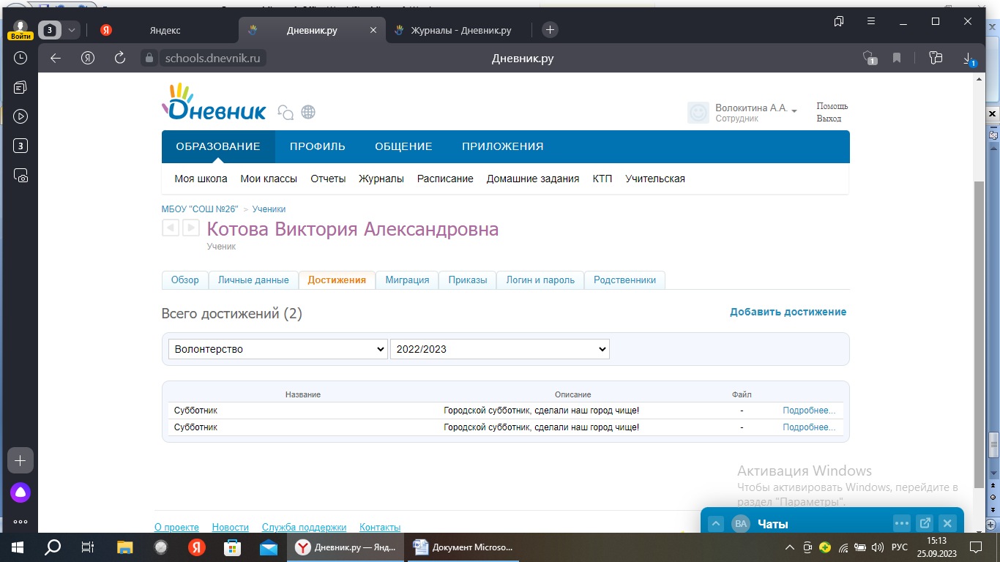 3
Яндекс
Дневник.ру
Журналы - Дневник.ру
Войти
schools.dnevnik.ru
Дневник.ру
1
1
3
Дневник
Волокитина А.А.
Сотрудник
Помощь
Выход
ОБРАЗОВАНИЕ ПРОФИЛЬ ОБЩЕНИЕ ПРИЛОЖЕНИЯ
Моя школа Мои классы Отчеты Журналы Расписание Домашние задания КТП Учительская
МБОУ "СОШ №26" > Ученики
Котова Виктория Александровна
Ученик
Обзор Личные данные Достижения Миграция Приказы Логин и пароль Родственники
Всего достижений (2)
Добавить достижение
Волонтерство
2022/2023
Название Описание Файл
Субботник Городской субботник, сделали наш город чище! - Подробнее...
Субботник Городской субботник, сделали наш город чище! - Подробнее...
Активация Windows
Чтобы активировать Windows, перейдите в
раздел "Параметры".
О проекте Новости Служба поддержки Контакты
ВА Чаты
Дневник.ру — Янд...
Документ Microso...
РУС
15:13
25.09.2023